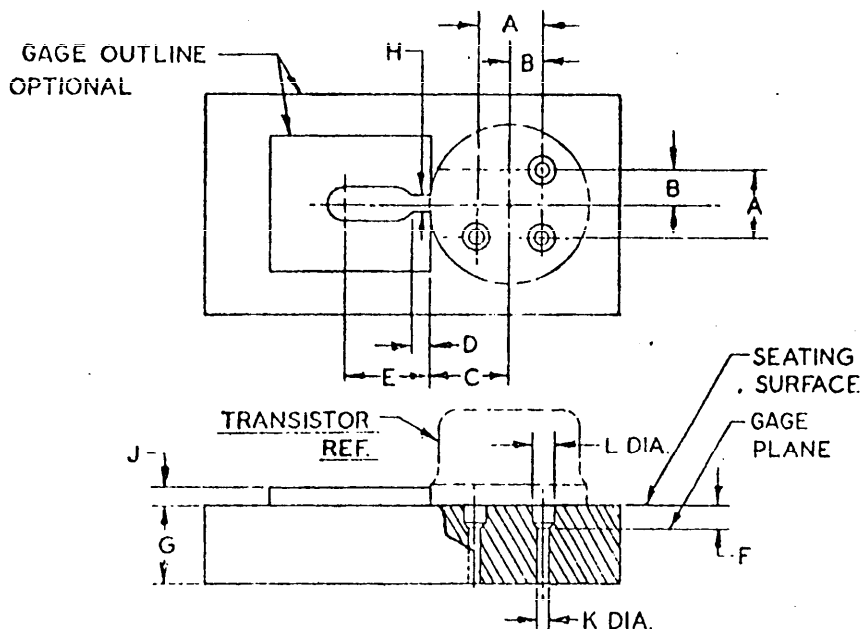 GAGE OUTLINE
OPTIONAL
H
A
B
B
A
D
E
C
SEATING
SURFACE
GAGE
PLANE
TRANSISTOR
REF.
L DIA.
J
G
F
K DIA.